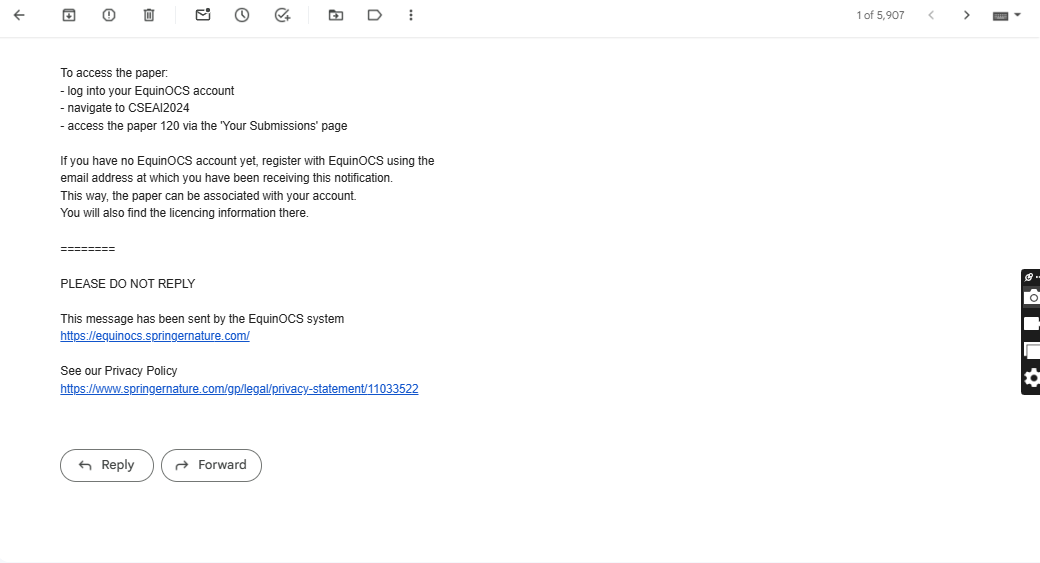 1 of 5,907
To access the paper:
- log into your EquinOCS account
- navigate to CSEAI2024
- access the paper 120 via the 'Your Submissions' page
If you have no EquinOCS account yet, register with EquinOCS using the
email address at which you have been receiving this notification.
This way, the paper can be associated with your account.
You will also find the licencing information there.
========
PLEASE DO NOT REPLY
This message has been sent by the EquinOCS system
https://equinocs.springernature.com/
See our Privacy Policy
https://www.springernature.com/gp/legal/privacy-statement/11033522
Reply
Forward